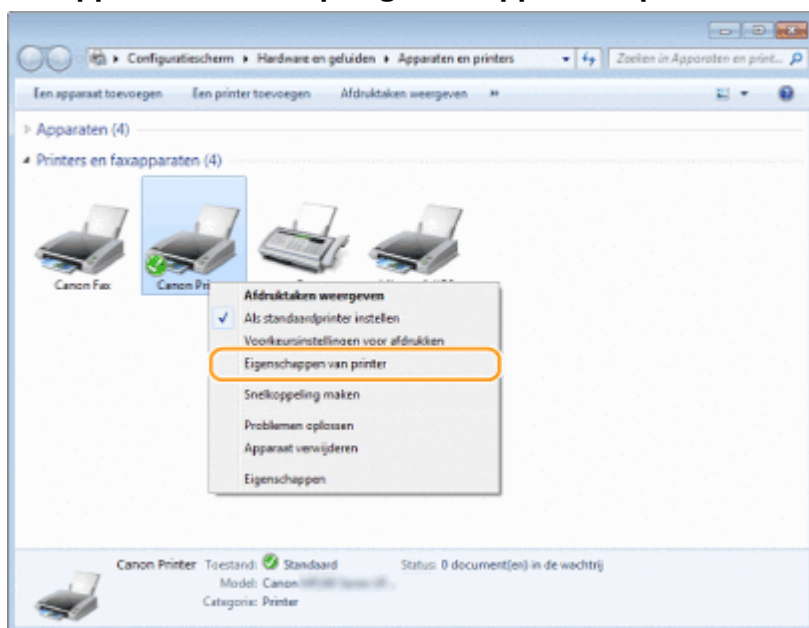 Configuratiescherm ▸ Hardware en geluiden ▸ Apparaten en printers
Zoeken in Apparaten en print...
Een apparaat toevoegen Een printer toevoegen Afdruktaken weergeven »
Apparaten (4)
Printers en faxapparaten (4)
Canon Fax
Canon Pri
Afdruktaken weergeven
Als standaardprinter instellen
Voorkeursinstellingen voor afdrukken
Eigenschappen van printer
Snelkoppeling maken
Problemen oplossen
Apparaat verwijderen
Eigenschappen
Canon Printer Toestand: Standaard Status: 0 document(en) in de wachtrij
Model: Canon
Categorie: Printer